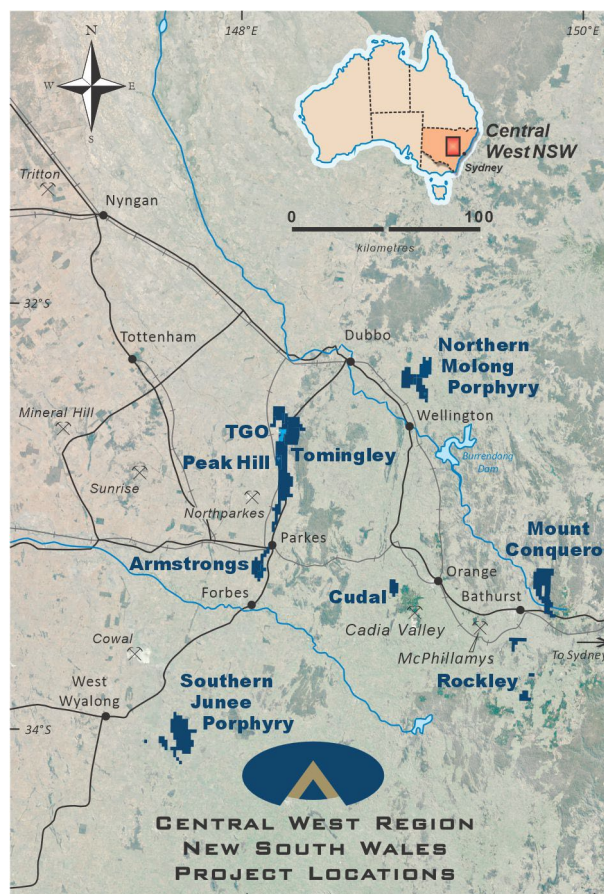 148°E
150°E
N
W
E
S
Central
West NSW
Sydney
0
100
kilometres
Tritton
Nyngan
32°S
Dubbo
Tottenham
Northern
Molong
Porphyry
Mineral Hill
TGO
Tomingley
Wellington
Peak Hill
Burrendong
Dam
Sunrise
Northparkes
Parkes
Mount
Conqueror
Armstrongs
Orange
Forbes
Bathurst
Cudal
Cadia Valley
Cowal
McPhillamys
To Sydney
West
Wyalong
Southern
Junee
Porphyry
Rockley
34°S
Central West Region
New South Wales
Project Locations